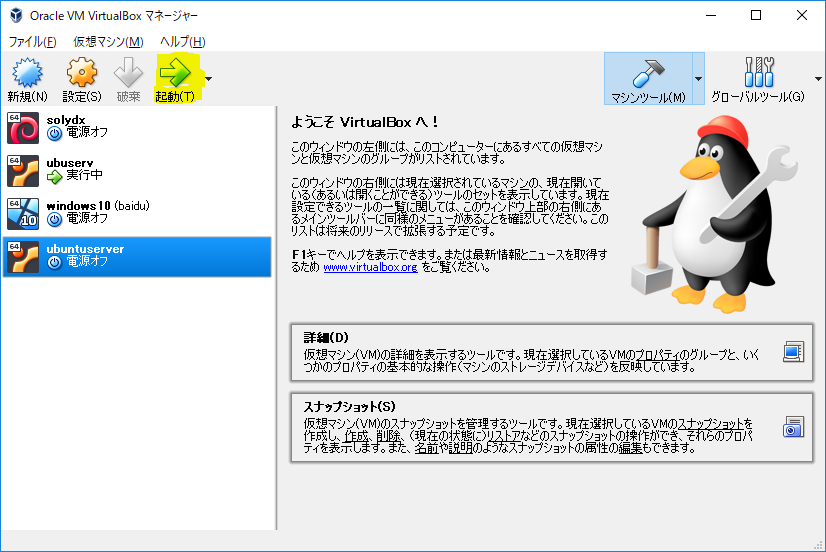 Oracle VM VirtualBox マネージャー
ファイル(F) 仮想マシン(M) ヘルプ(H)
新規(N) 設定(S) 破棄 起動(T) マシンツール(M) グローバルツール(G)
64 solydx
電源オフ
64 ubuserv
実行中
64 windows10 (baidu)
10 電源オフ
64 ubuntuserver
電源オフ
ようこそ VirtualBox へ！
このウィンドウの左側には、このコンピューターにあるすべての仮想マシ
ンと仮想マシンのグループがリストされています。
このウィンドウの右側には現在選択されているマシンの、現在開いて
いる(あるいは開くことができる)ツールのセットを表示しています。現在
設定できるツールの一覧に関しては、このウィンドウ上部の右側にあ
るメインツールバーに同様のメニューがあることを確認してください。この
リストは将来のリリースで拡張する予定です。
F1キーでヘルプを表示できます。または最新情報とニュースを取得す
るため www.virtualbox.org をご覧ください。
詳細(D)
仮想マシン(VM)の詳細を表示するツールです。現在選択しているVMのプロパティのグループと、いく
つかのプロパティの基本的な操作(マシンのストレージデバイスなど)を反映しています。
スナップショット(S)
仮想マシン(VM)のスナップショットを管理するツールです。現在選択しているVMのスナップショットを
作成し、作成、削除、(現在の状態に)リストアなどのスナップショットの操作ができ、それらのプロパ
ティを表示します。また、名前や説明のようなスナップショットの属性の編集もできます。